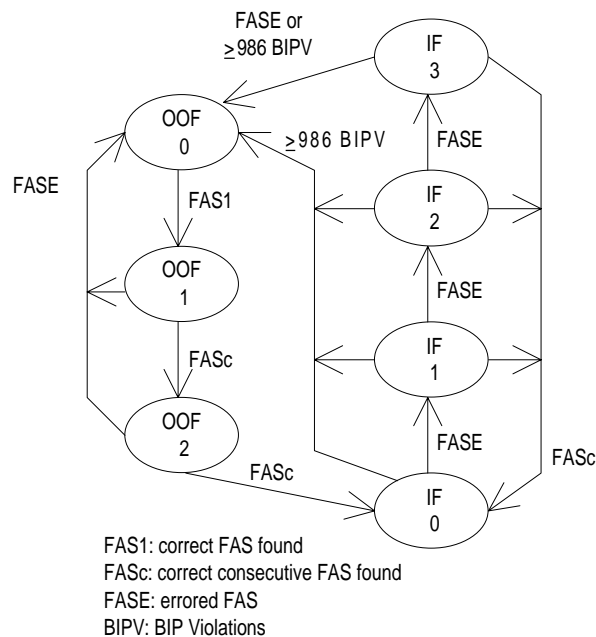 FASE or
≥986 BIPV
IF
3
OOF
0
≥986 BIPV
FASE
FASE
FAS1
IF
2
OOF
1
FASE
FASc
IF
1
OOF
2
FASE
FASc
FASc
IF
0
FAS1: correct FAS found
FASc: correct consecutive FAS found
FASE: errored FAS
BIPV: BIP Violations